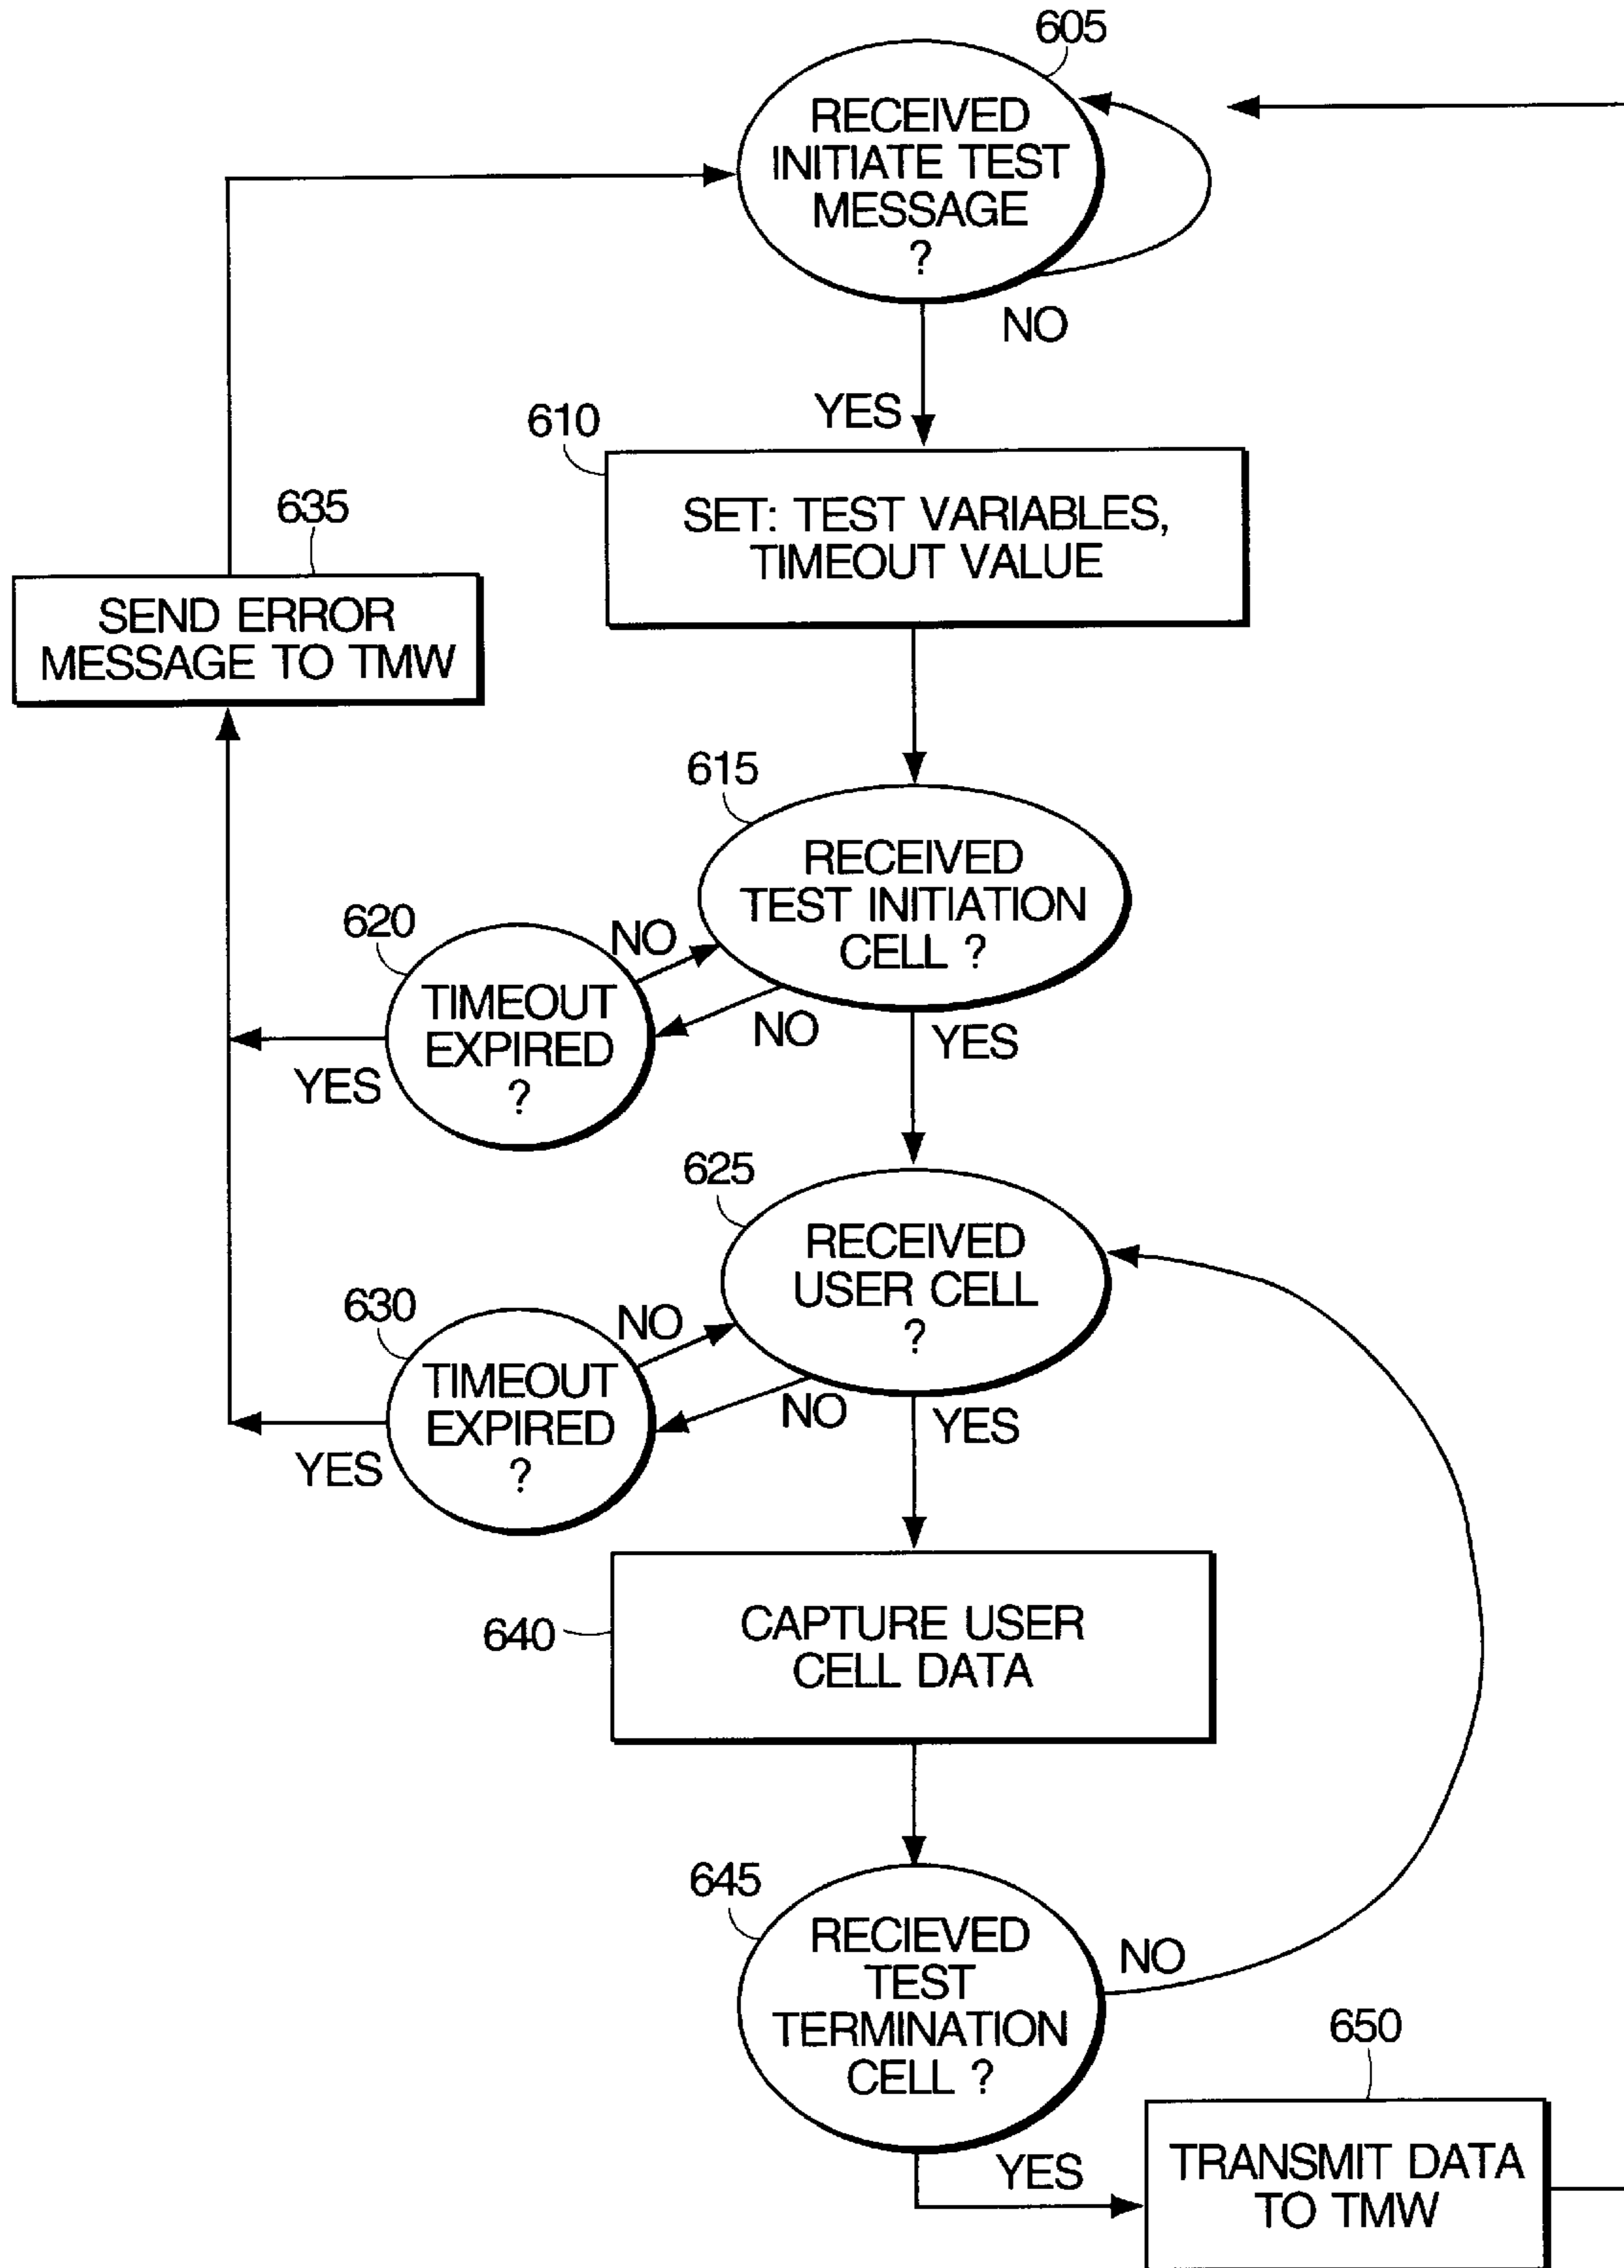 605
RECEIVED
INITIATE TEST
MESSAGE
?
NO
YES
610
SET: TEST VARIABLES,
TIMEOUT VALUE
635
SEND ERROR
MESSAGE TO TMW
615
RECEIVED
TEST INITIATION
CELL ?
620
NO
TIMEOUT
EXPIRED
?
NO
YES
YES
625
RECEIVED
USER CELL
?
630
NO
TIMEOUT
EXPIRED
?
NO
YES
YES
640
CAPTURE USER
CELL DATA
645
RECIEVED
TEST
TERMINATION
CELL ?
NO
650
YES
TRANSMIT DATA
TO TMW